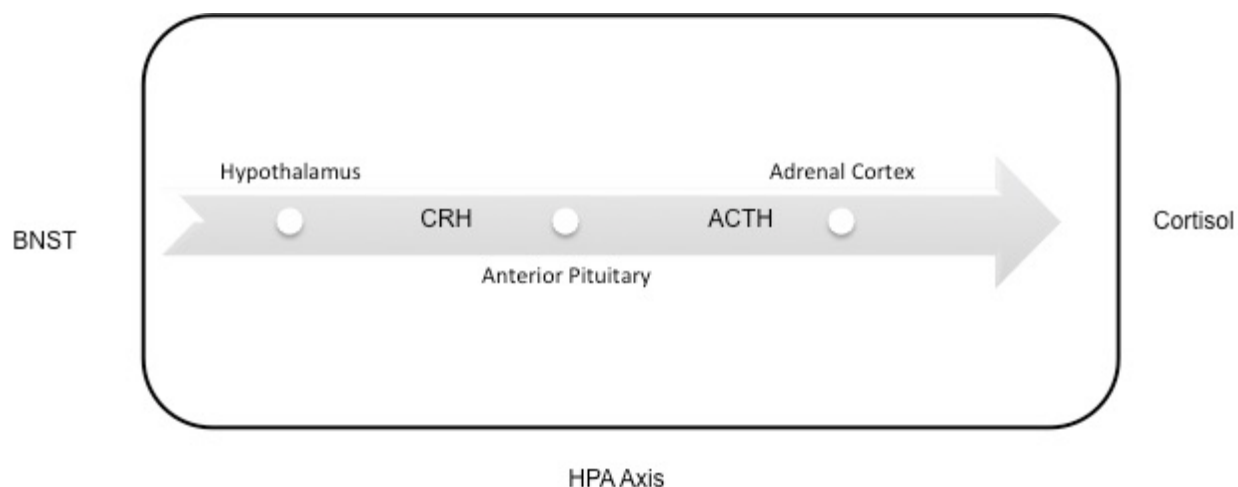 Hypothalamus
Adrenal Cortex
BNST
CRH
ACTH
Cortisol
Anterior Pituitary
HPA Axis